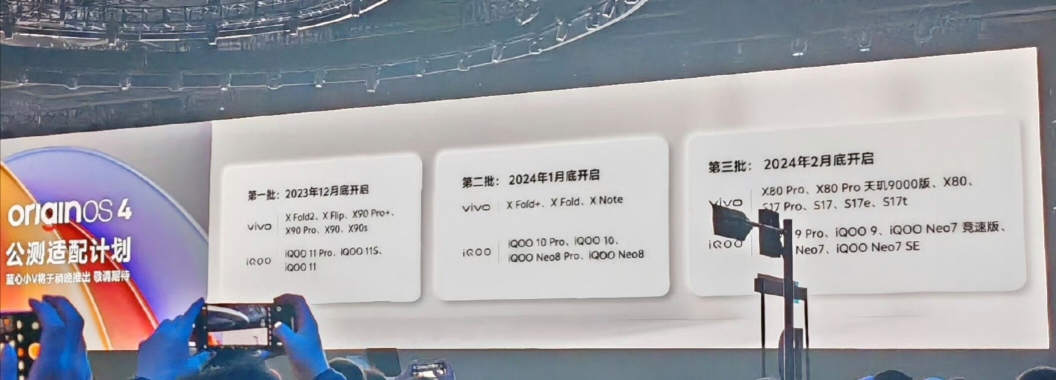 OriginOS 4
公测适配计划
蓝心小V将于稍晚推出 敬请期待
第一批：2023年12月底开启
vivo
X Fold2、X Flip、X90 Pro+、
X90 Pro、X90、X90s
iQOO
iQOO 11 Pro、iQOO 11S、
iQOO 11
第二批：2024年1月底开启
vivo
X Fold+、X Fold、X Note
iQOO
iQOO 10 Pro、iQOO 10、
iQOO Neo8 Pro、iQOO Neo8
第三批：2024年2月底开启
vivo
X80 Pro、X80 Pro 天玑9000版、X80、
S17 Pro、S17、S17e、S17t
iQOO
9 Pro、iQOO 9、iQOO Neo7 竞速版、
Neo7、iQOO Neo7 SE